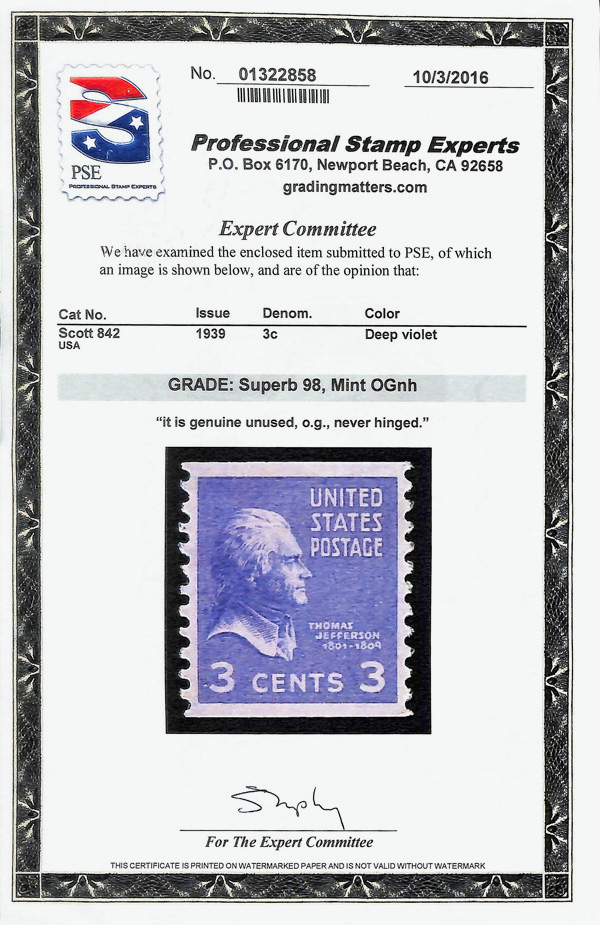 No. 01322858
10/3/2016
PSE
PROFESSIONAL STAMP EXPERTS
Professional Stamp Experts
P.O. Box 6170, Newport Beach, CA 92658
gradingmatters.com
Expert Committee
We have examined the enclosed item submitted to PSE, of which
an image is shown below, and are of the opinion that:
Cat No. Issue Denom. Color
Scott 842 1939 3c Deep violet
USA
GRADE: Superb 98, Mint OGnh
“it is genuine unused, o.g., never hinged.”
UNITED
STATES
POSTAGE
THOMAS
JEFFERSON
1801-1809
3 CENTS 3
For The Expert Committee
THIS CERTIFICATE IS PRINTED ON WATERMARKED PAPER AND IS NOT VALID WITHOUT WATERMARK